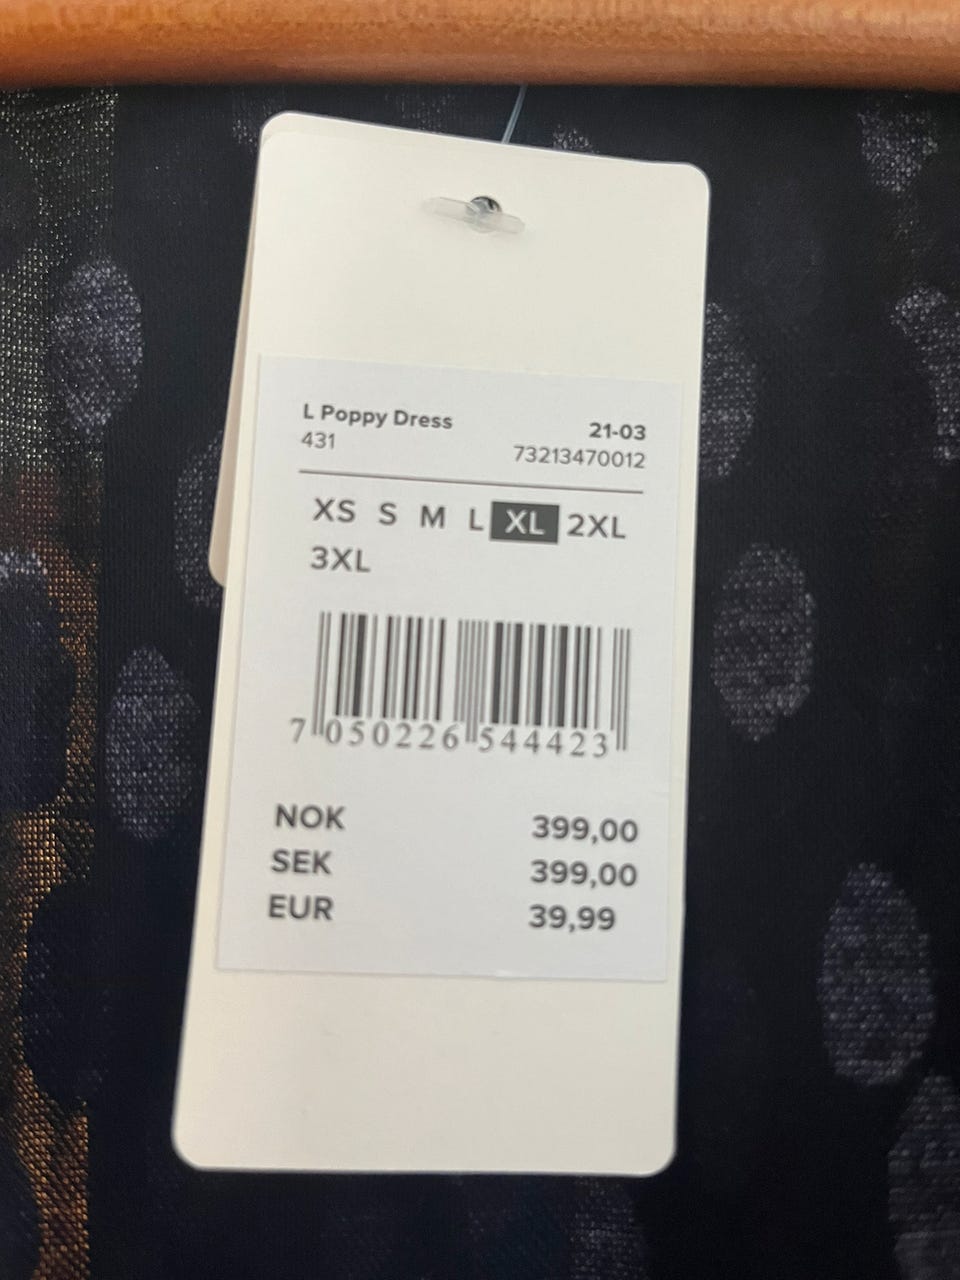 L Poppy Dress 21-03
431 73213470012
XS S M L XL 2XL
3XL
7 050226 544423
NOK 399,00
SEK 399,00
EUR 39,99